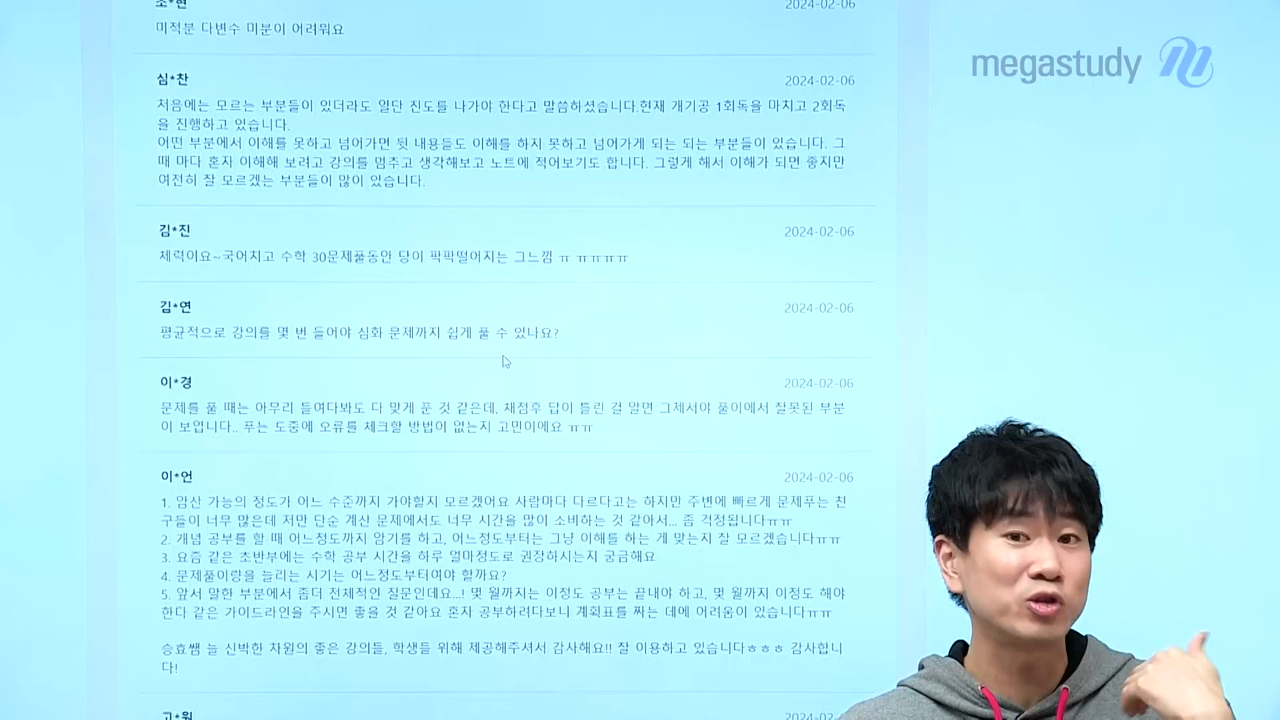 조*현 2024-02-06
미적분 다변수 미분이 어려워요
megastudy
심*찬 2024-02-06
처음에는 모르는 부분들이 있더라도 일단 진도를 나가야 한다고 말씀하셨습니다.현재 개기공 1회독을 마치고 2회독
을 진행하고 있습니다.
어떤 부분에서 이해를 못하고 넘어가면 뒷 내용들도 이해를 하지 못하고 넘어가게 되는 되는 부분들이 있습니다. 그
때 마다 혼자 이해해 보려고 강의를 멈추고 생각해보고 노트에 적어보기도 합니다. 그렇게 해서 이해가 되면 좋지만
여전히 잘 모르겠는 부분들이 많이 있습니다.
김*진 2024-02-06
체력이요~국어치고 수학 30문제풀동안 당이 팍팍떨어지는 그느낌 ㅠ ㅠㅠㅠㅠ
김*연 2024-02-06
평균적으로 강의를 몇 번 들어야 심화 문제까지 쉽게 풀 수 있나요?
이*경 2024-02-06
문제를 풀 때는 아무리 들여다봐도 다 맞게 푼 것 같은데, 채점후 답이 틀린 걸 알면 그제서야 풀이에서 잘못된 부분
이 보입니다.. 푸는 도중에 오류를 체크할 방법이 없는지 고민이에요 ㅠㅠ
이*언 2024-02-06
1. 암산 가능의 정도가 어느 수준까지 가야할지 모르겠어요 사람마다 다르다고는 하지만 주변에 빠르게 문제푸는 친
구들이 너무 많은데 저만 단순 계산 문제에서도 너무 시간을 많이 소비하는 것 같아서... 좀 걱정됩니다ㅠㅠ
2. 개념 공부를 할 때 어느정도까지 암기를 하고, 어느정도부터는 그냥 이해를 하는 게 맞는지 잘 모르겠습니다ㅠㅠ
3. 요즘 같은 초반부에는 수학 공부 시간을 하루 얼마정도로 권장하시는지 궁금해요
4. 문제풀이량을 늘리는 시기는 어느정도부터여야 할까요?
5. 앞서 말한 부분에서 좀더 전체적인 질문인데요...! 몇 월까지는 이정도 공부는 끝내야 하고, 몇 월까지 이정도 해야
한다 같은 가이드라인을 주시면 좋을 것 같아요 혼자 공부하려다보니 계획표를 짜는 데에 어려움이 있습니다ㅠㅠ
승효쌤 늘 신박한 차원의 좋은 강의들, 학생들 위해 제공해주셔서 감사해요!! 잘 이용하고 있습니다ㅎㅎㅎ 감사합니
다!
고*원 2024-02-